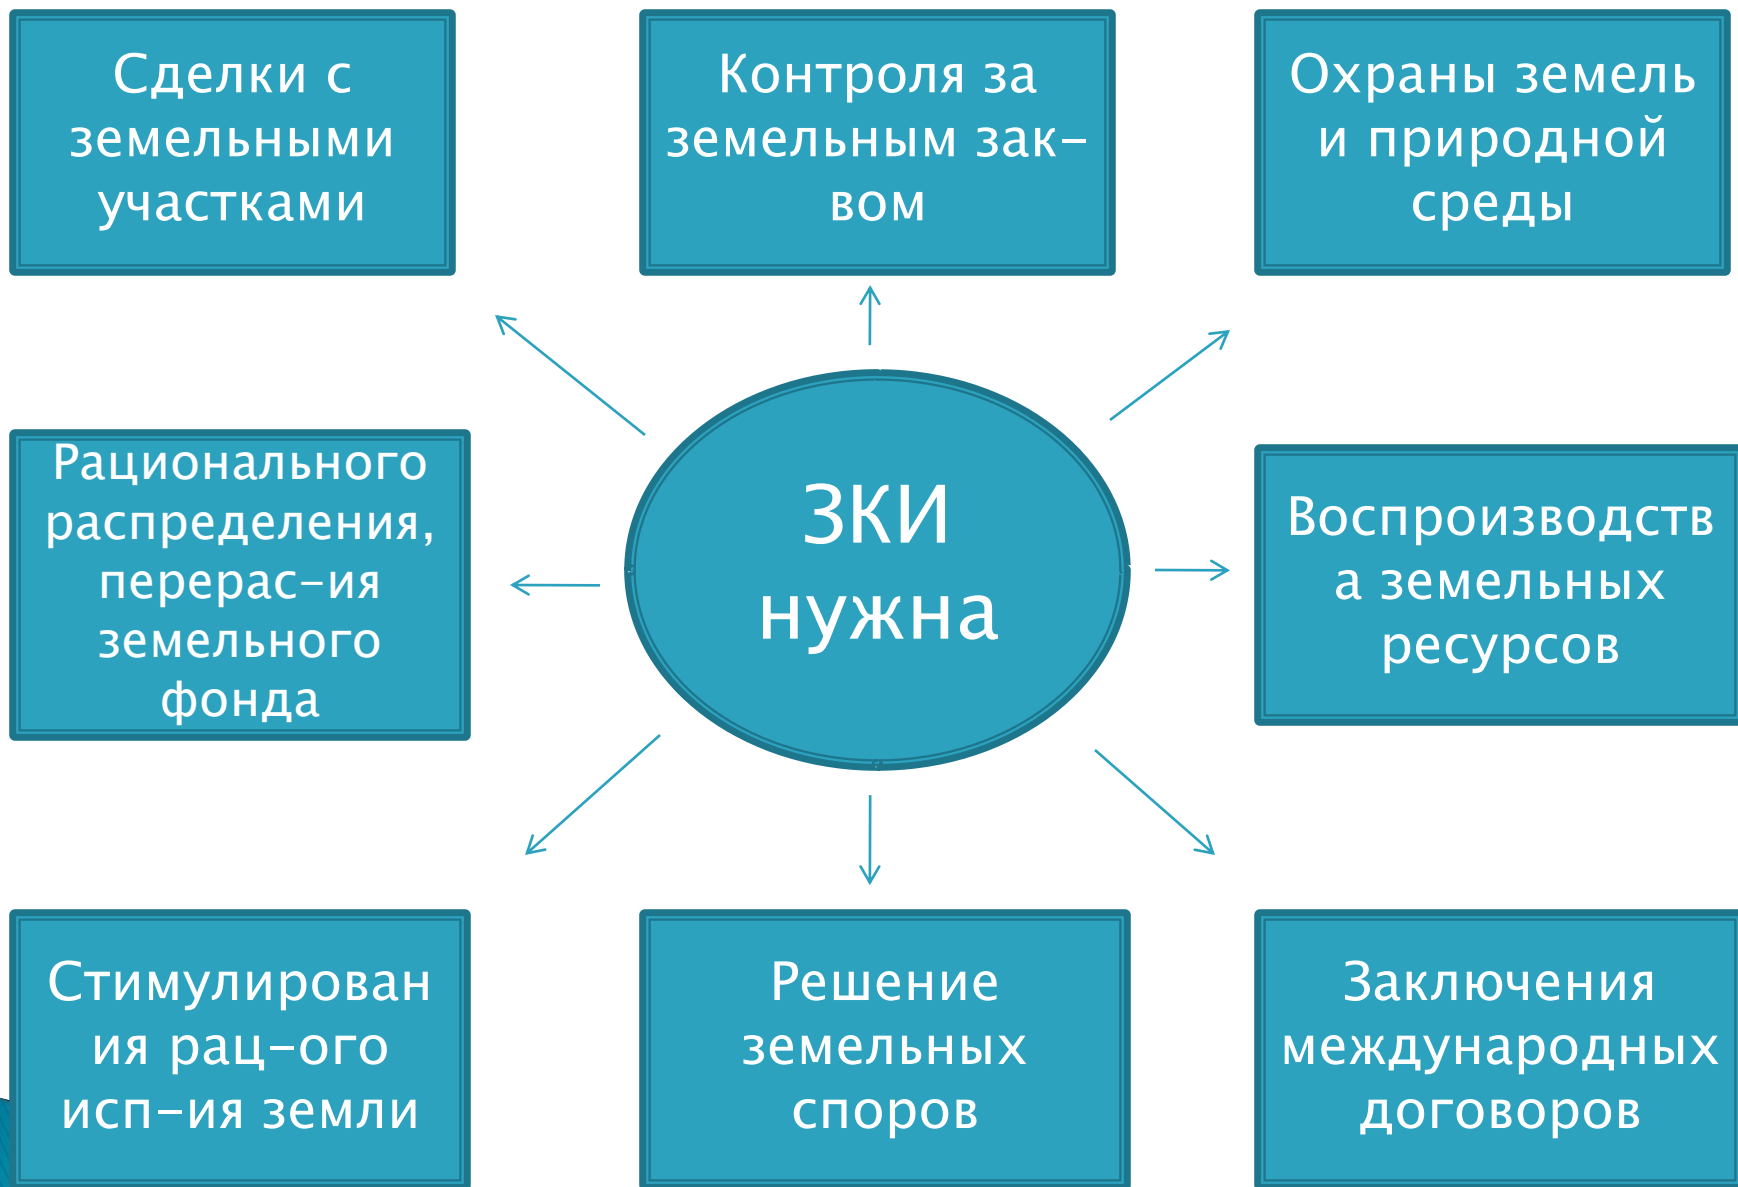 Сделки с
земельными
участками
Контроля за
земельным зак-
вом
Охраны земель
и природной
среды
Рационального
распределения,
перерас-ия
земельного
фонда
ЗКИ
нужна
Воспроизводств
а земельных
ресурсов
Стимулирован
ия рац-ого
исп-ия земли
Решение
земельных
споров
Заключения
международных
договоров